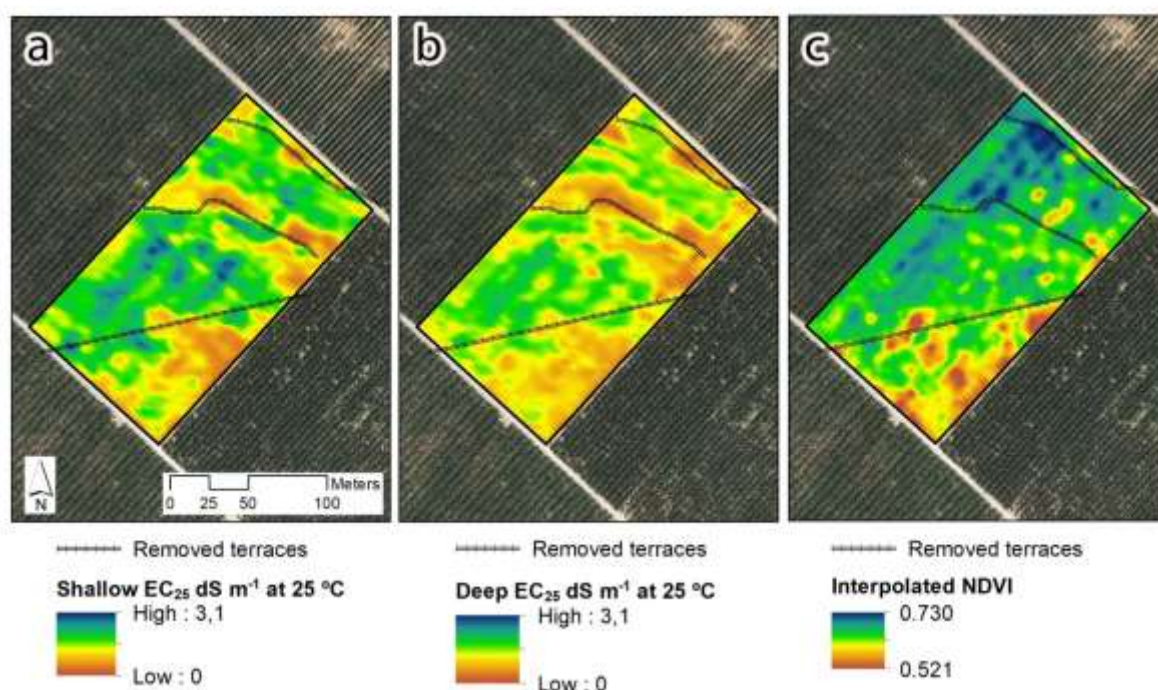 a
b
c
N
Meters
0 25 50 100
Removed terraces
Shallow EC₂₅ dS m⁻¹ at 25 ºC
High : 3,1
Low : 0
Removed terraces
Deep EC₂₅ dS m⁻¹ at 25 ºC
High : 3,1
Low : 0
Removed terraces
Interpolated NDVI
0.730
0.521